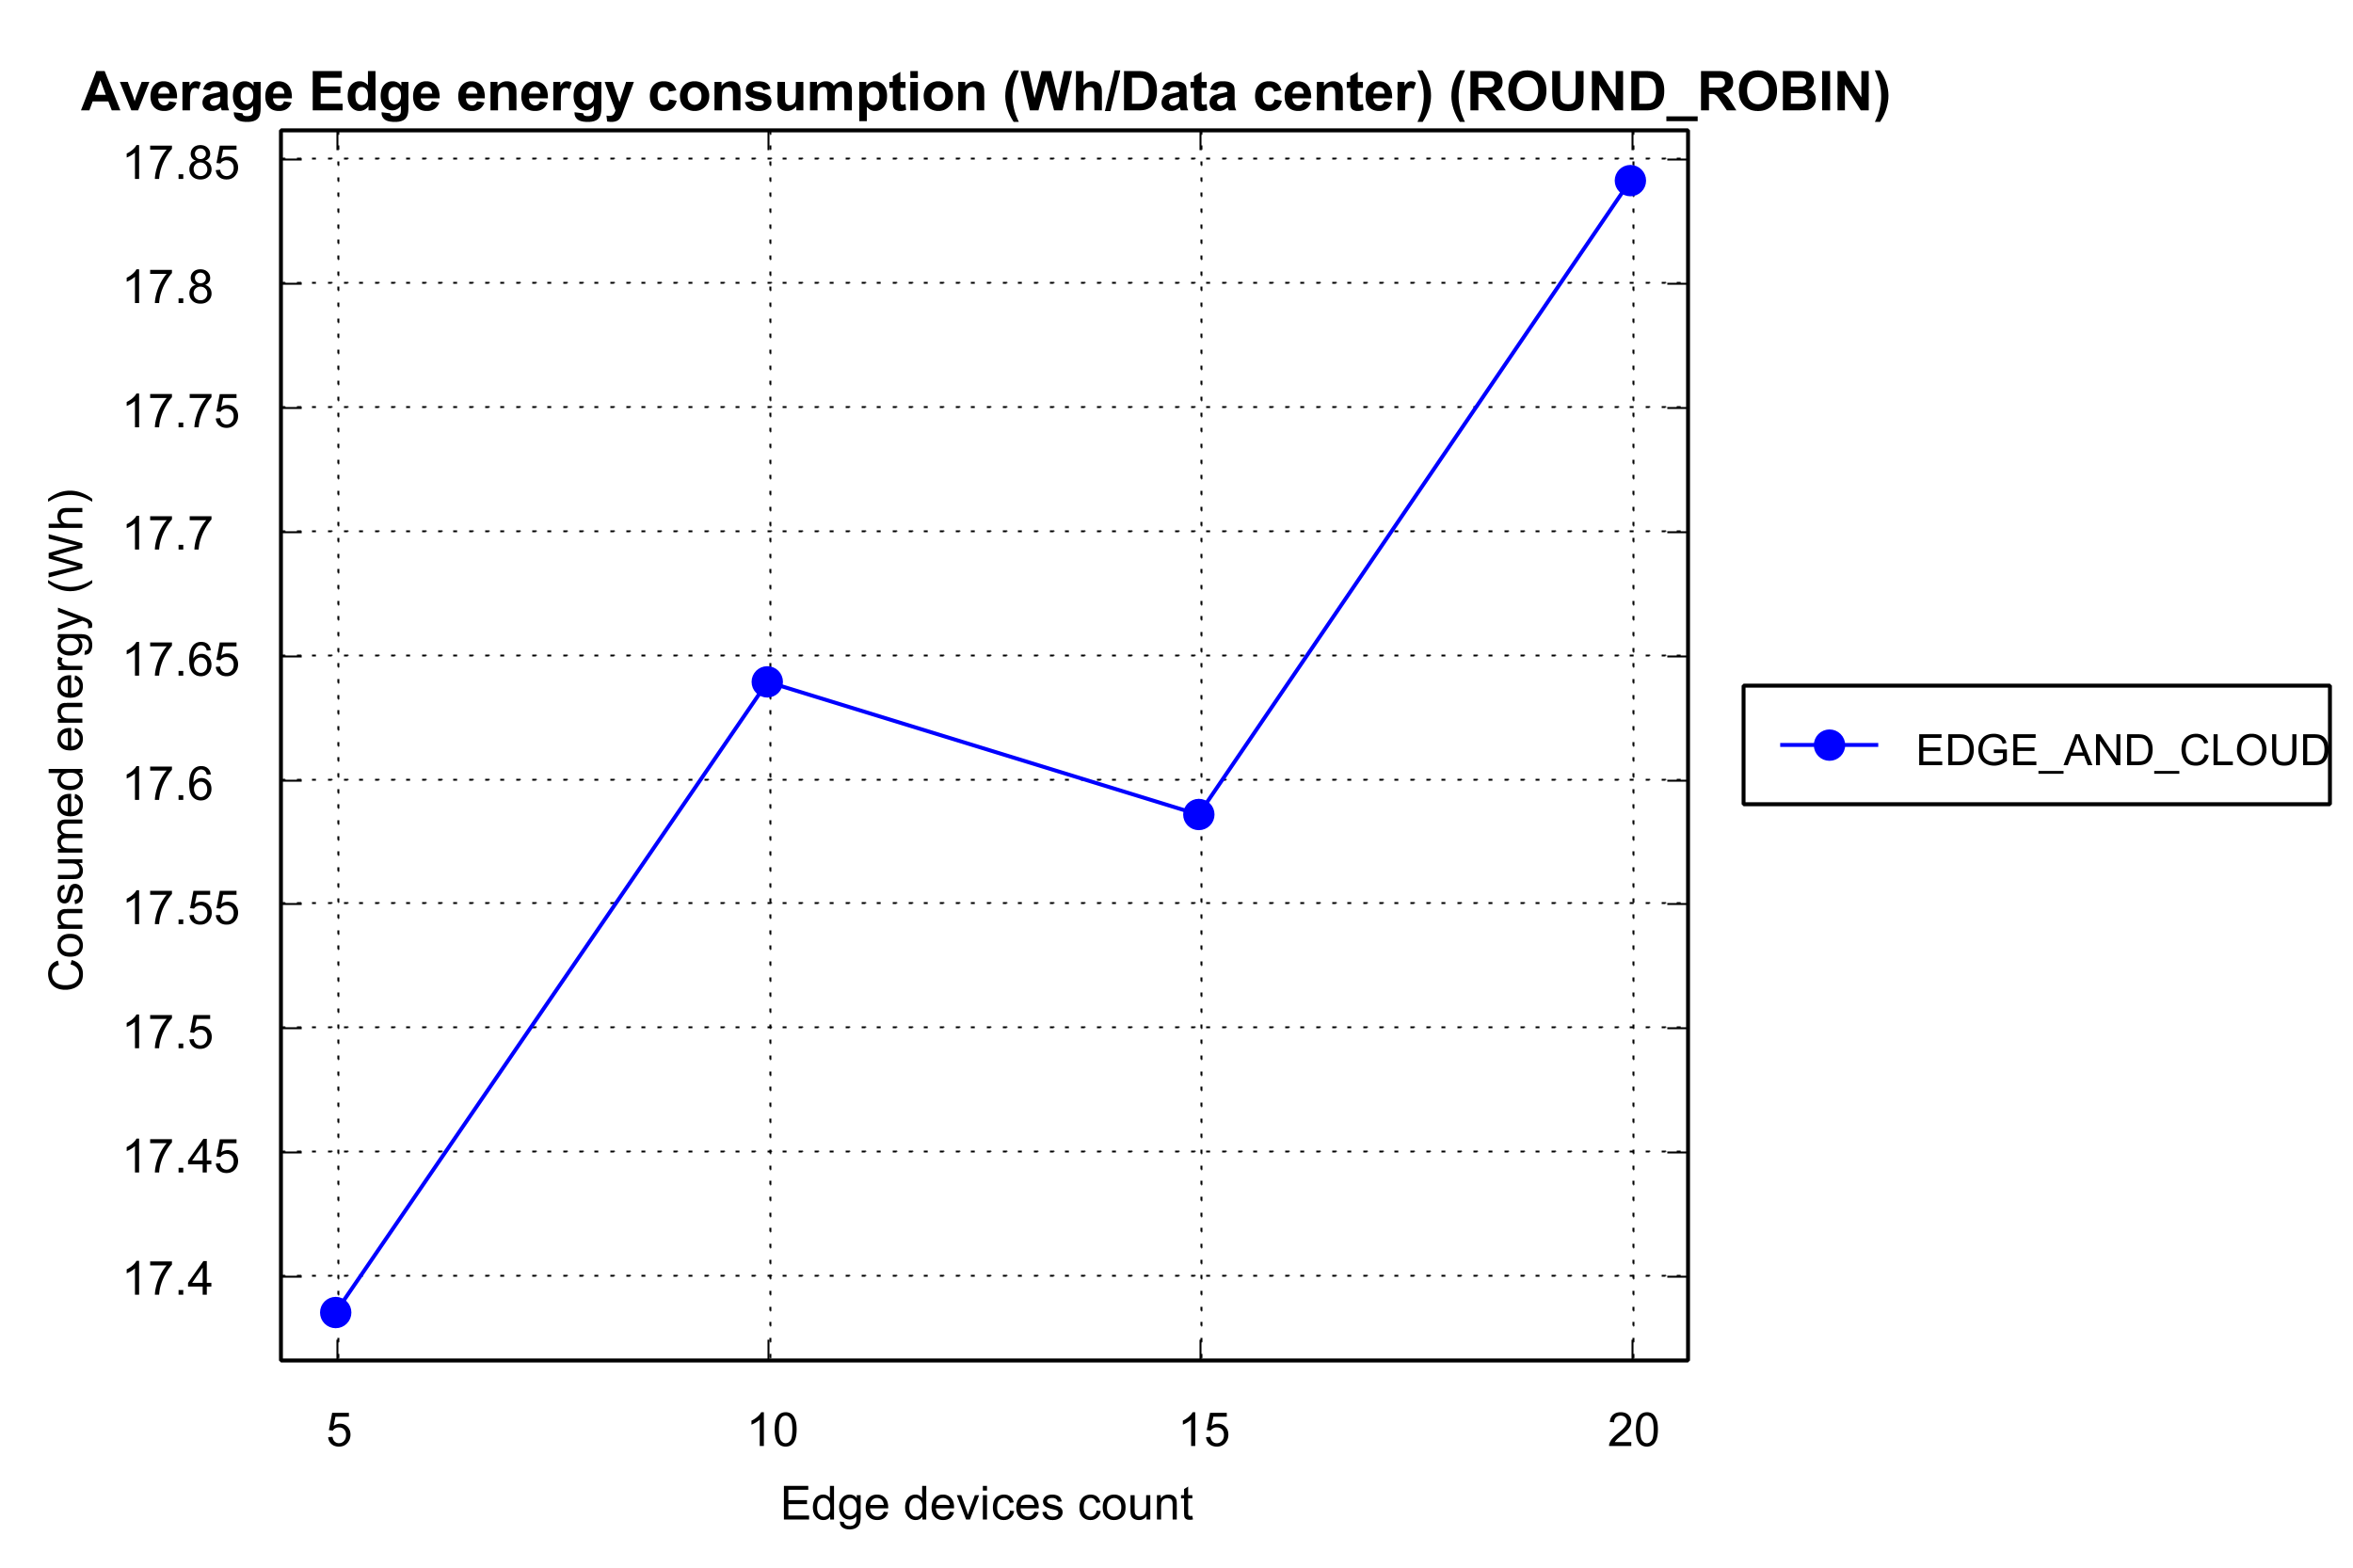 Average Edge energy consumption (Wh/Data center) (ROUND_ROBIN)
17.85
17.8
17.75
17.7
17.65
17.6
17.55
17.5
17.45
17.4
Consumed energy (Wh)
EDGE_AND_CLOUD
5 10 15 20
Edge devices count